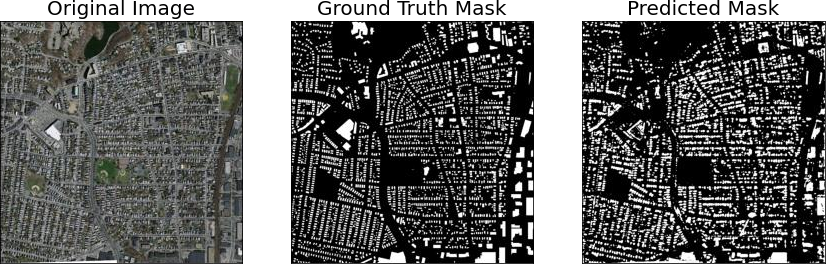 Original Image
Ground Truth Mask
Predicted Mask